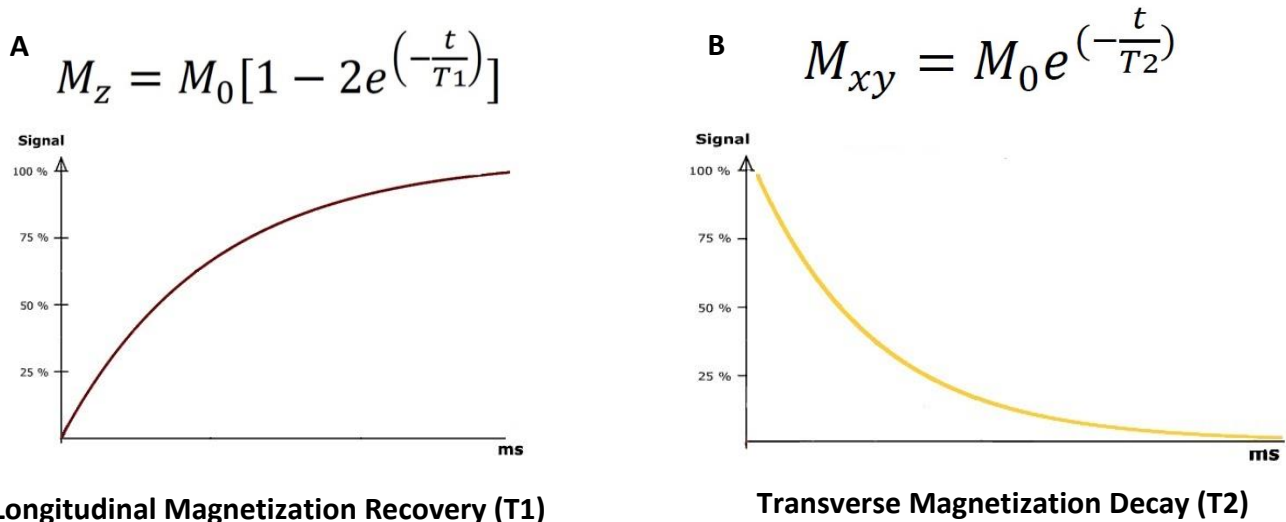 A
M_z = M_0[1 − 2e^(−t/T1)]
Signal
100 %
75 %
50 %
25 %
ms
Longitudinal Magnetization Recovery (T1)
B
M_xy = M_0e^(−t/T2)
Signal
100 %
75 %
50 %
25 %
ms
Transverse Magnetization Decay (T2)